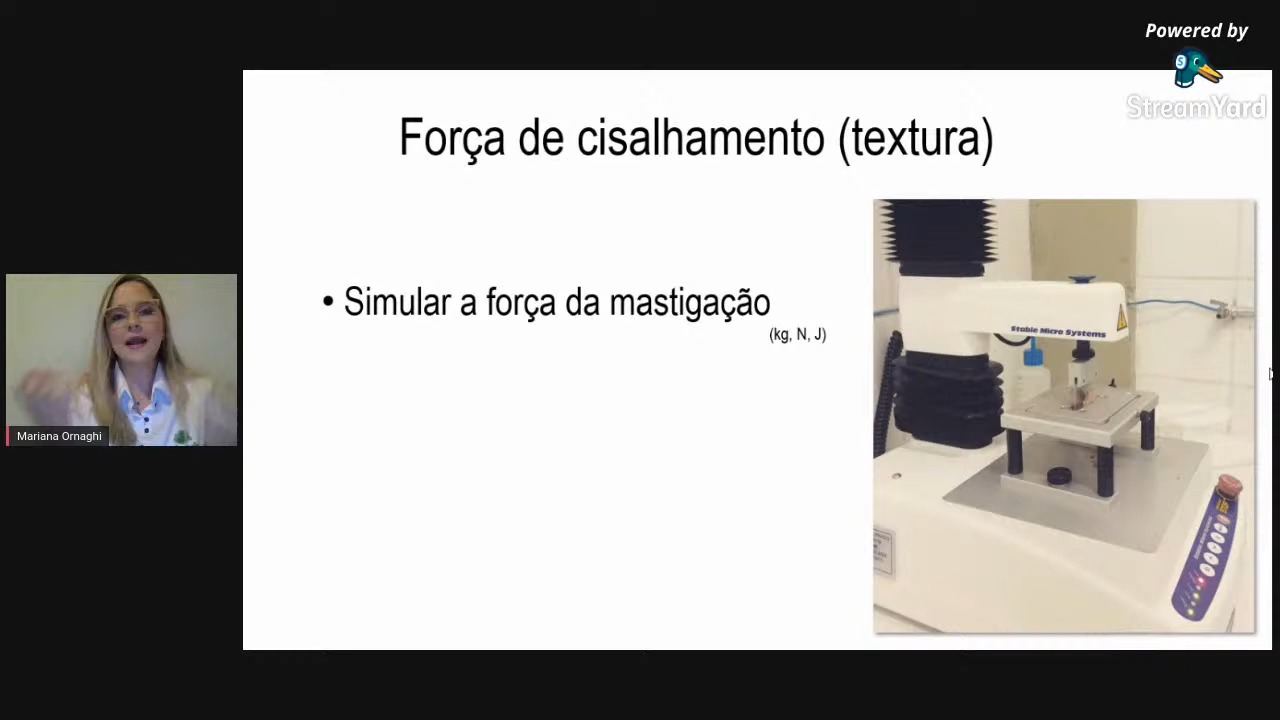 Powered by
StreamYard
Força de cisalhamento (textura)
• Simular a força da mastigação
(kg, N, J)
Stable Micro Systems
Mariana Ornaghi